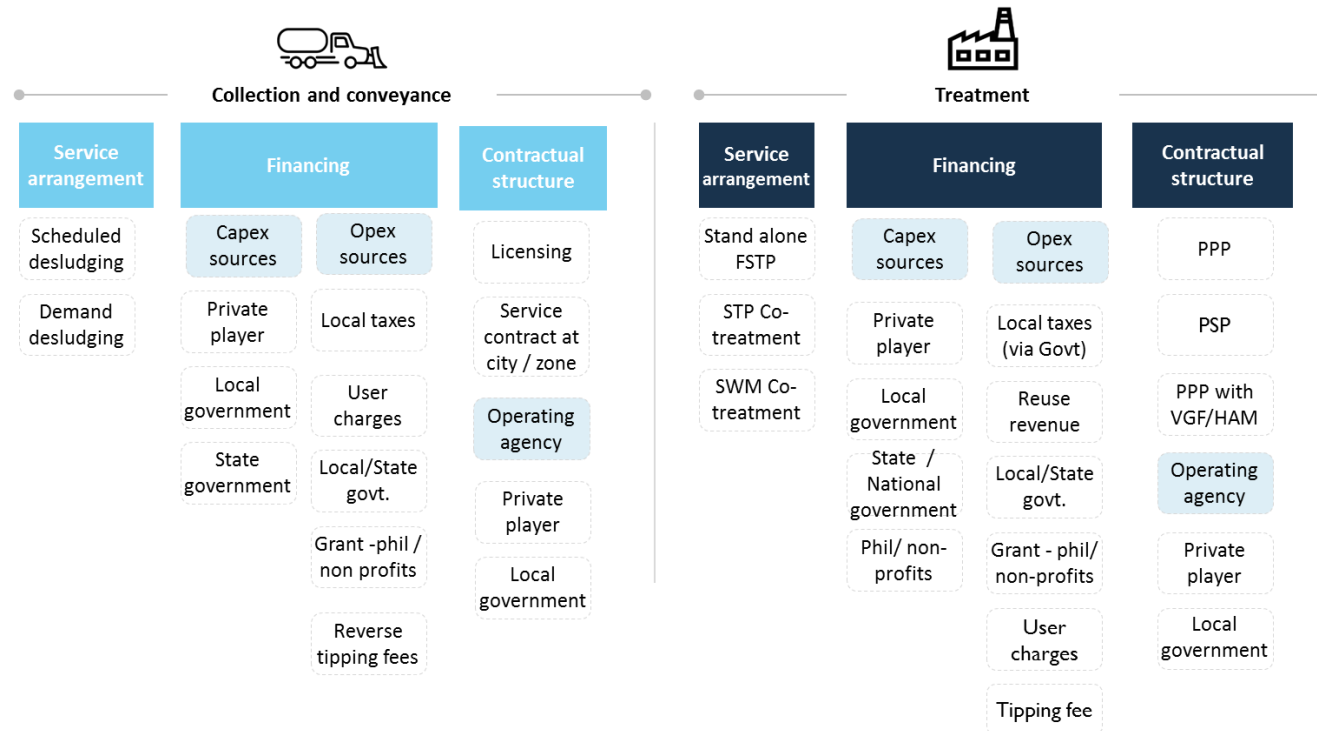 Collection and conveyance
Service
arrangement
Scheduled
desludging
Demand
desludging
Financing
Capex
sources
Private
player
Local
government
State
government
Opex
sources
Local taxes
User
charges
Local/State
govt.
Grant -phil /
non profits
Reverse
tipping fees
Contractual
structure
Licensing
Service
contract at
city / zone
Operating
agency
Private
player
Local
government
Treatment
Service
arrangement
Stand alone
FSTP
STP Co-
treatment
SWM Co-
treatment
Financing
Capex
sources
Private
player
Local
government
State /
National
government
Phil/ non-
profits
Opex
sources
Local taxes
(via Govt)
Reuse
revenue
Local/State
govt.
Grant - phil/
non-profits
User
charges
Tipping fee
Contractual
structure
PPP
PSP
PPP with
VGF/HAM
Operating
agency
Private
player
Local
government